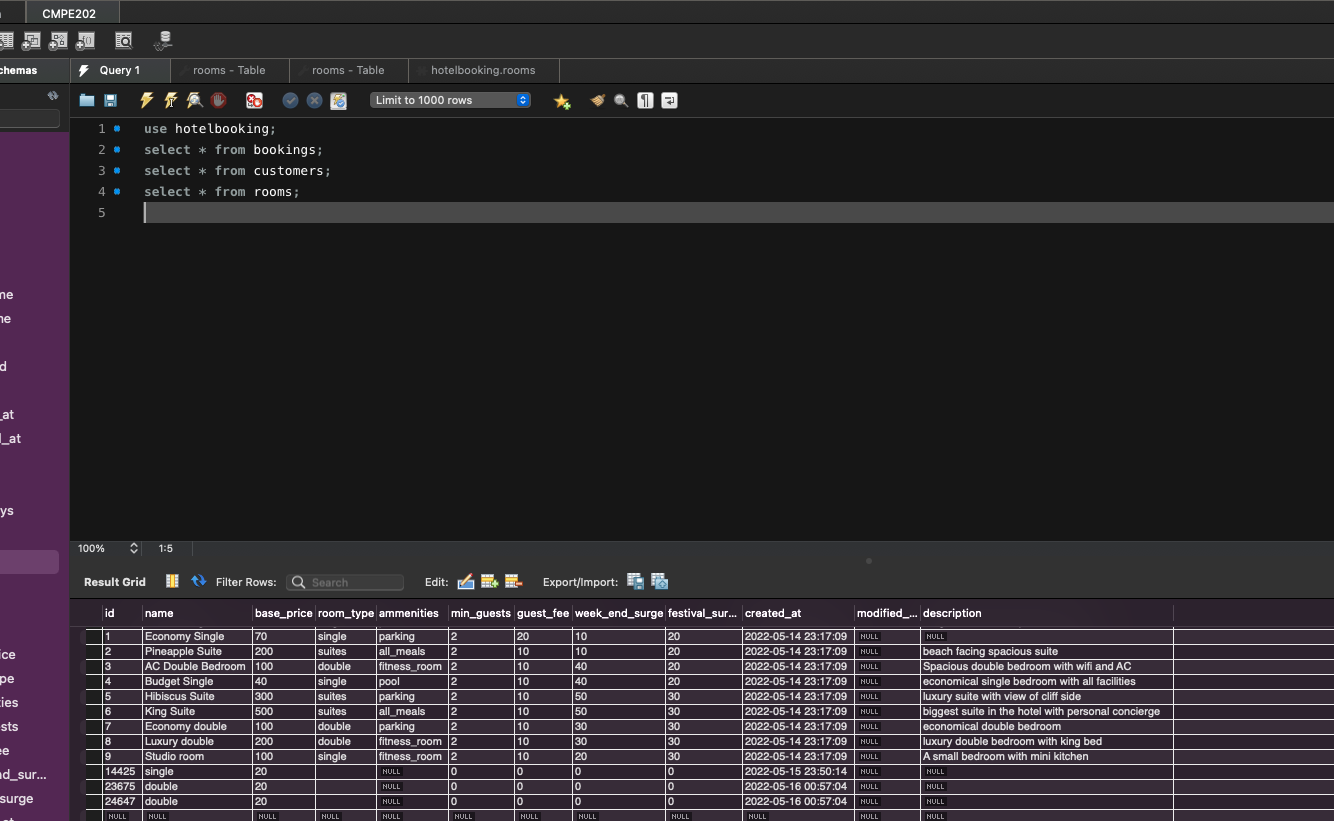 CMPE202
chemas
Query 1
rooms - Table
rooms - Table
hotelbooking.rooms
Limit to 1000 rows
1 use hotelbooking;
2 select * from bookings;
3 select * from customers;
4 select * from rooms;
5
me
ne
d
_at
l_at
ys
ice
pe
ties
sts
ee
nd_sur...
surge
100% 1:5
Result Grid Filter Rows: Search Edit: Export/Import:
id name base_price room_type ammenities min_guests guest_fee week_end_surge festival_sur... created_at modified_... description
1 Economy Single 70 single parking 2 20 10 20 2022-05-14 23:17:09 NULL NULL
2 Pineapple Suite 200 suites all_meals 2 10 10 20 2022-05-14 23:17:09 NULL beach facing spacious suite
3 AC Double Bedroom 100 double fitness_room 2 10 40 20 2022-05-14 23:17:09 NULL Spacious double bedroom with wifi and AC
4 Budget Single 40 single pool 2 10 40 20 2022-05-14 23:17:09 NULL economical single bedroom with all facilities
5 Hibiscus Suite 300 suites parking 2 10 50 30 2022-05-14 23:17:09 NULL luxury suite with view of cliff side
6 King Suite 500 suites all_meals 2 10 50 30 2022-05-14 23:17:09 NULL biggest suite in the hotel with personal concierge
7 Economy double 100 double parking 2 10 30 30 2022-05-14 23:17:09 NULL economical double bedroom
8 Luxury double 200 double fitness_room 2 10 30 30 2022-05-14 23:17:09 NULL luxury double bedroom with king bed
9 Studio room 100 single fitness_room 2 10 20 30 2022-05-14 23:17:09 NULL A small bedroom with mini kitchen
14425 single 20 NULL 0 0 0 0 2022-05-15 23:50:14 NULL NULL
23675 double 20 NULL 0 0 0 0 2022-05-16 00:57:04 NULL NULL
24647 double 20 NULL 0 0 0 0 2022-05-16 00:57:04 NULL NULL
NULL NULL NULL NULL NULL NULL NULL NULL NULL NULL NULL NULL